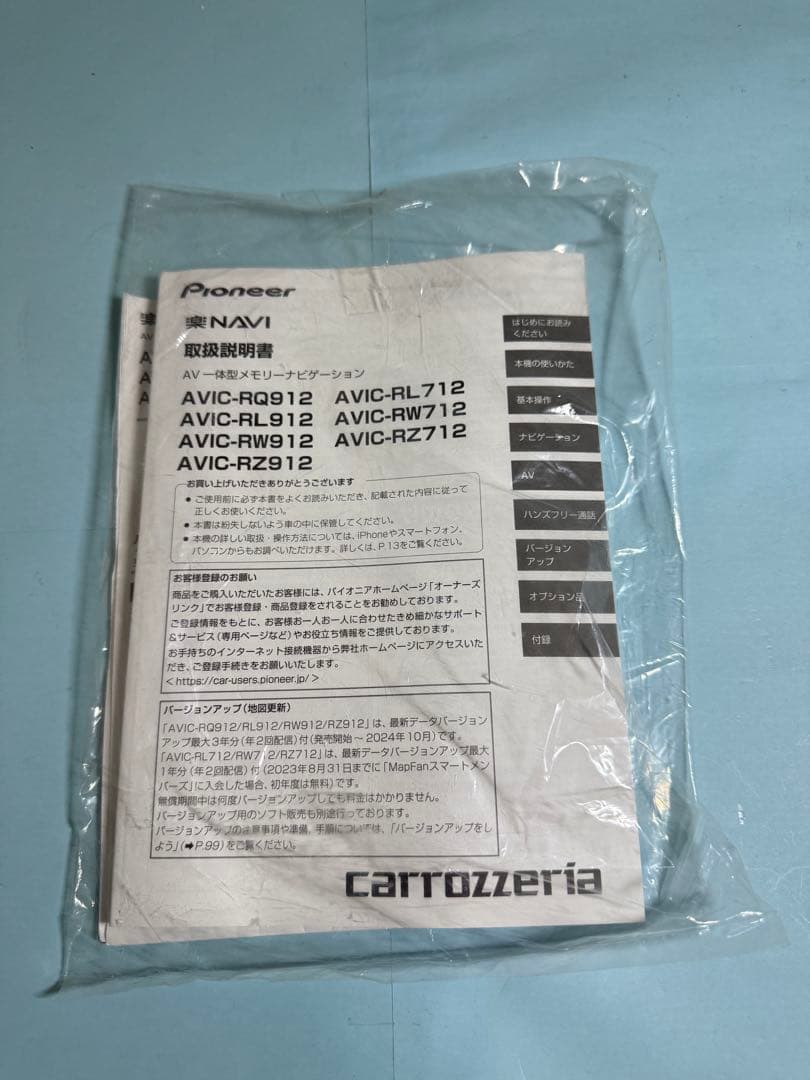 Pioneer
楽NAVI
取扱説明書
AV一体型メモリーナビゲーション
AVIC-RQ912 AVIC-RL712
AVIC-RL912 AVIC-RW712
AVIC-RW912 AVIC-RZ712
AVIC-RZ912
お買い上げいただきありがとうございます
● ご使用前に必ず本書をよくお読みいただき、記載された内容に従って
正しくお使いください。
● 本書は紛失しないよう車の中に保管してください。
● 本機の詳しい取扱・操作方法については、iPhoneやスマートフォン、
パソコンからもお調べいただけます。詳しくは、P.13をご覧ください。
お客様登録のお願い
商品をご購入いただいたお客様には、パイオニアホームページ「オーナーズ
リンク」でお客様登録・商品登録をされることをお勧めしております。
ご登録情報をもとに、お客様お一人お一人に合わせたきめ細かなサポート
&サービス(専用ページなど)やお役立ち情報をご提供しております。
お手持ちのインターネット接続機器から弊社ホームページにアクセスいた
だき、ご登録手続きをお願いいたします。
<https://car-users.pioneer.jp/>
バージョンアップ(地図更新)
「AVIC-RQ912/RL912/RW912/RZ912」は、最新データバージョン
アップ最大3年分(年2回配信)付(発売開始~2024年10月)です。
「AVIC-RL712/RW712/RZ712」は、最新データバージョンアップ最大
1年分(年2回配信)付(2023年8月31日までに「MapFanスマートメン
バーズ」に入会した場合、初年度は無料)です。
無償期間中は何度バージョンアップしても料金はかかりません。
バージョンアップ用のソフト販売も別途行っております。
バージョンアップの注意事項や準備、手順については、「バージョンアップをし
よう」(➡P.99)をご覧ください。
carrozzeria
はじめにお読み
ください
本機の使いかた
基本操作
ナビゲーション
AV
ハンズフリー通話
バージョン
アップ
オプション品
付録
楽
AV
A
A
A